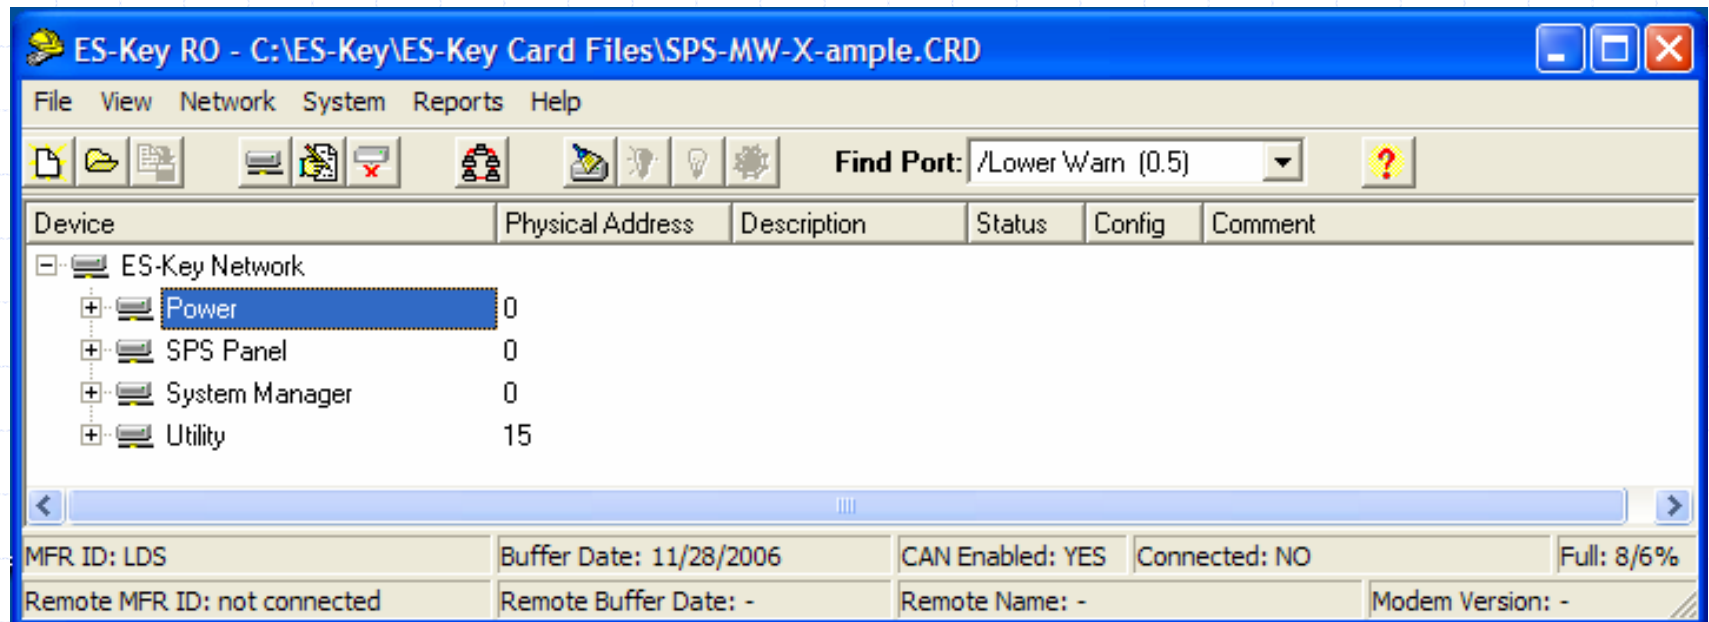 ES-Key RO - C:\ES-Key\ES-Key Card Files\SPS-MW-X-ample.CRD
File View Network System Reports Help
Find Port: /Lower Warn (0.5) ?
Device Physical Address Description Status Config Comment
ES-Key Network
Power 0
SPS Panel 0
System Manager 0
Utility 15
MFR ID: LDS Buffer Date: 11/28/2006 CAN Enabled: YES Connected: NO Full: 8/6%
Remote MFR ID: not connected Remote Buffer Date: - Remote Name: - Modem Version: -